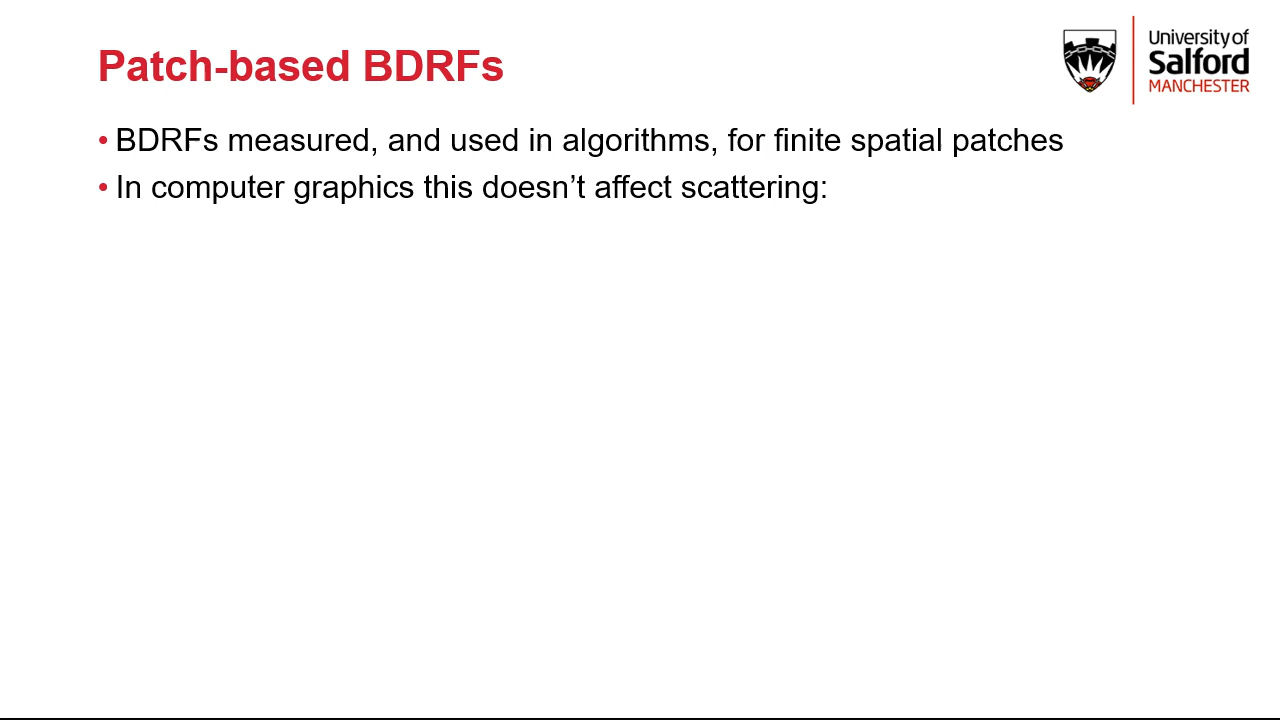 Patch-based BDRFs
University of
Salford
MANCHESTER
• BDRFs measured, and used in algorithms, for finite spatial patches
• In computer graphics this doesn’t affect scattering: